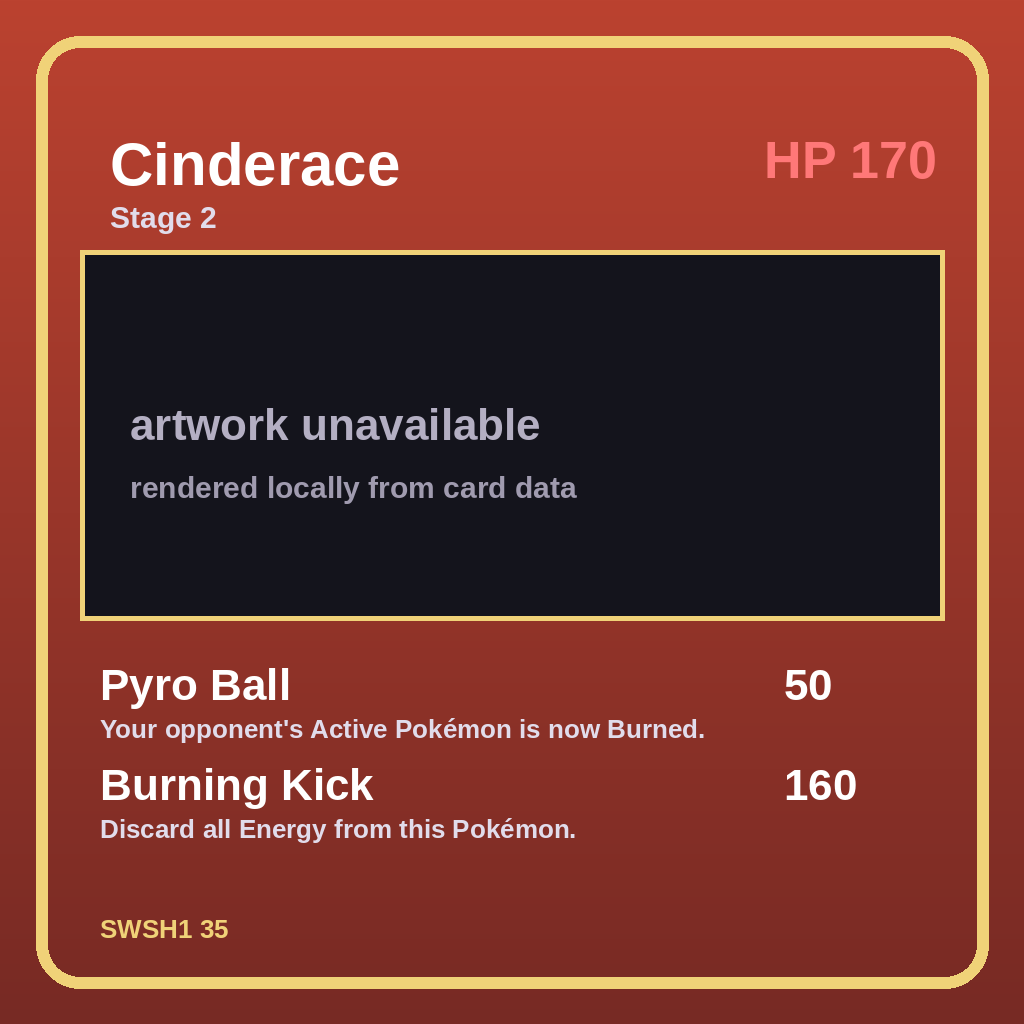 Cinderace
HP 170
Stage 2
artwork unavailable
rendered locally from card data
Pyro Ball 50
Your opponent's Active Pokémon is now Burned.
Burning Kick 160
Discard all Energy from this Pokémon.
SWSH1 35